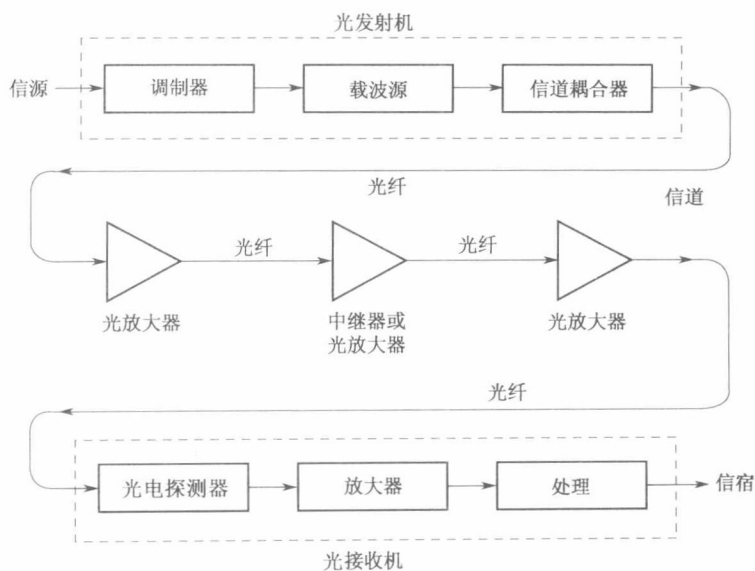 光发射机
信源
调制器
载波源
信道耦合器
光纤
信道
光纤
光纤
光放大器
中继器或
光放大器
光放大器
光纤
光电探测器
放大器
处理
信宿
光接收机